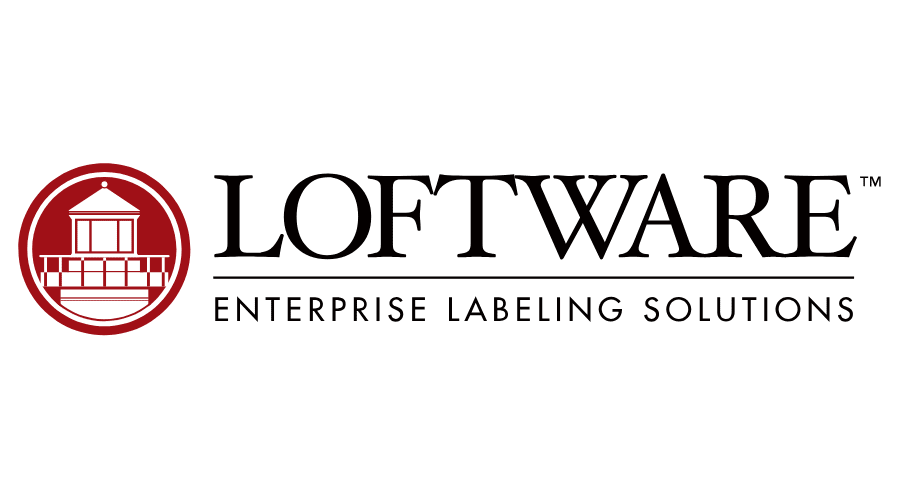 LOFTWARE™
ENTERPRISE LABELING SOLUTIONS